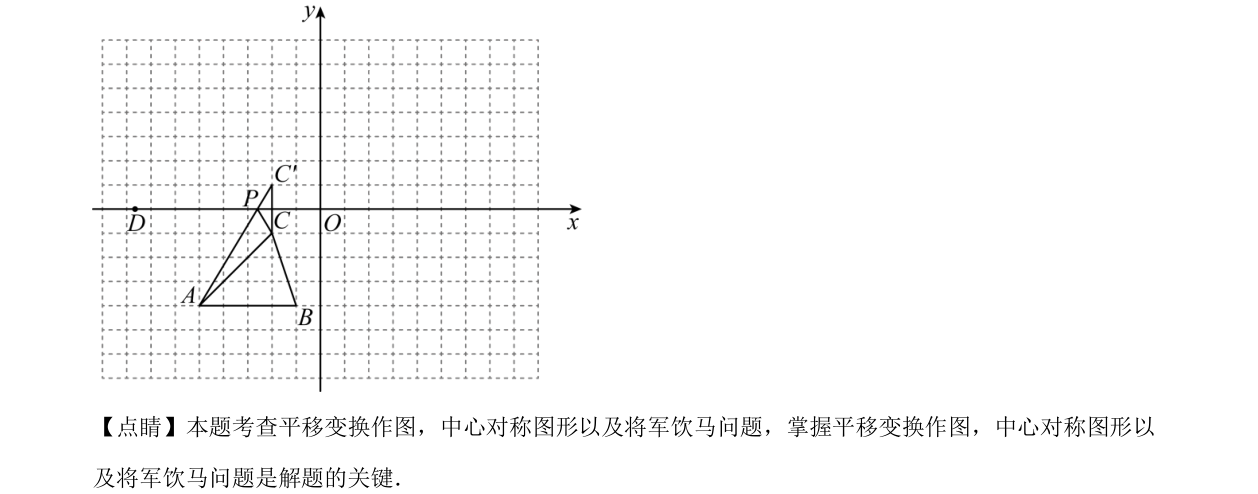 y
C'
P
D
C
O
x
A
B
【点睛】本题考查平移变换作图，中心对称图形以及将军饮马问题，掌握平移变换作图，中心对称图形以
及将军饮马问题是解题的关键．